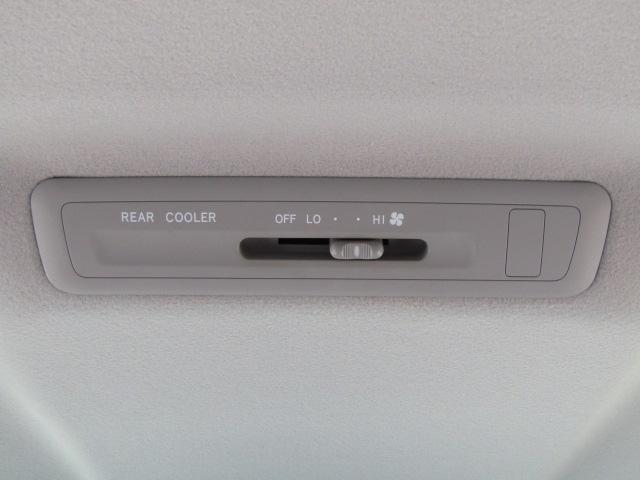 REAR COOLER OFF LO · · HI